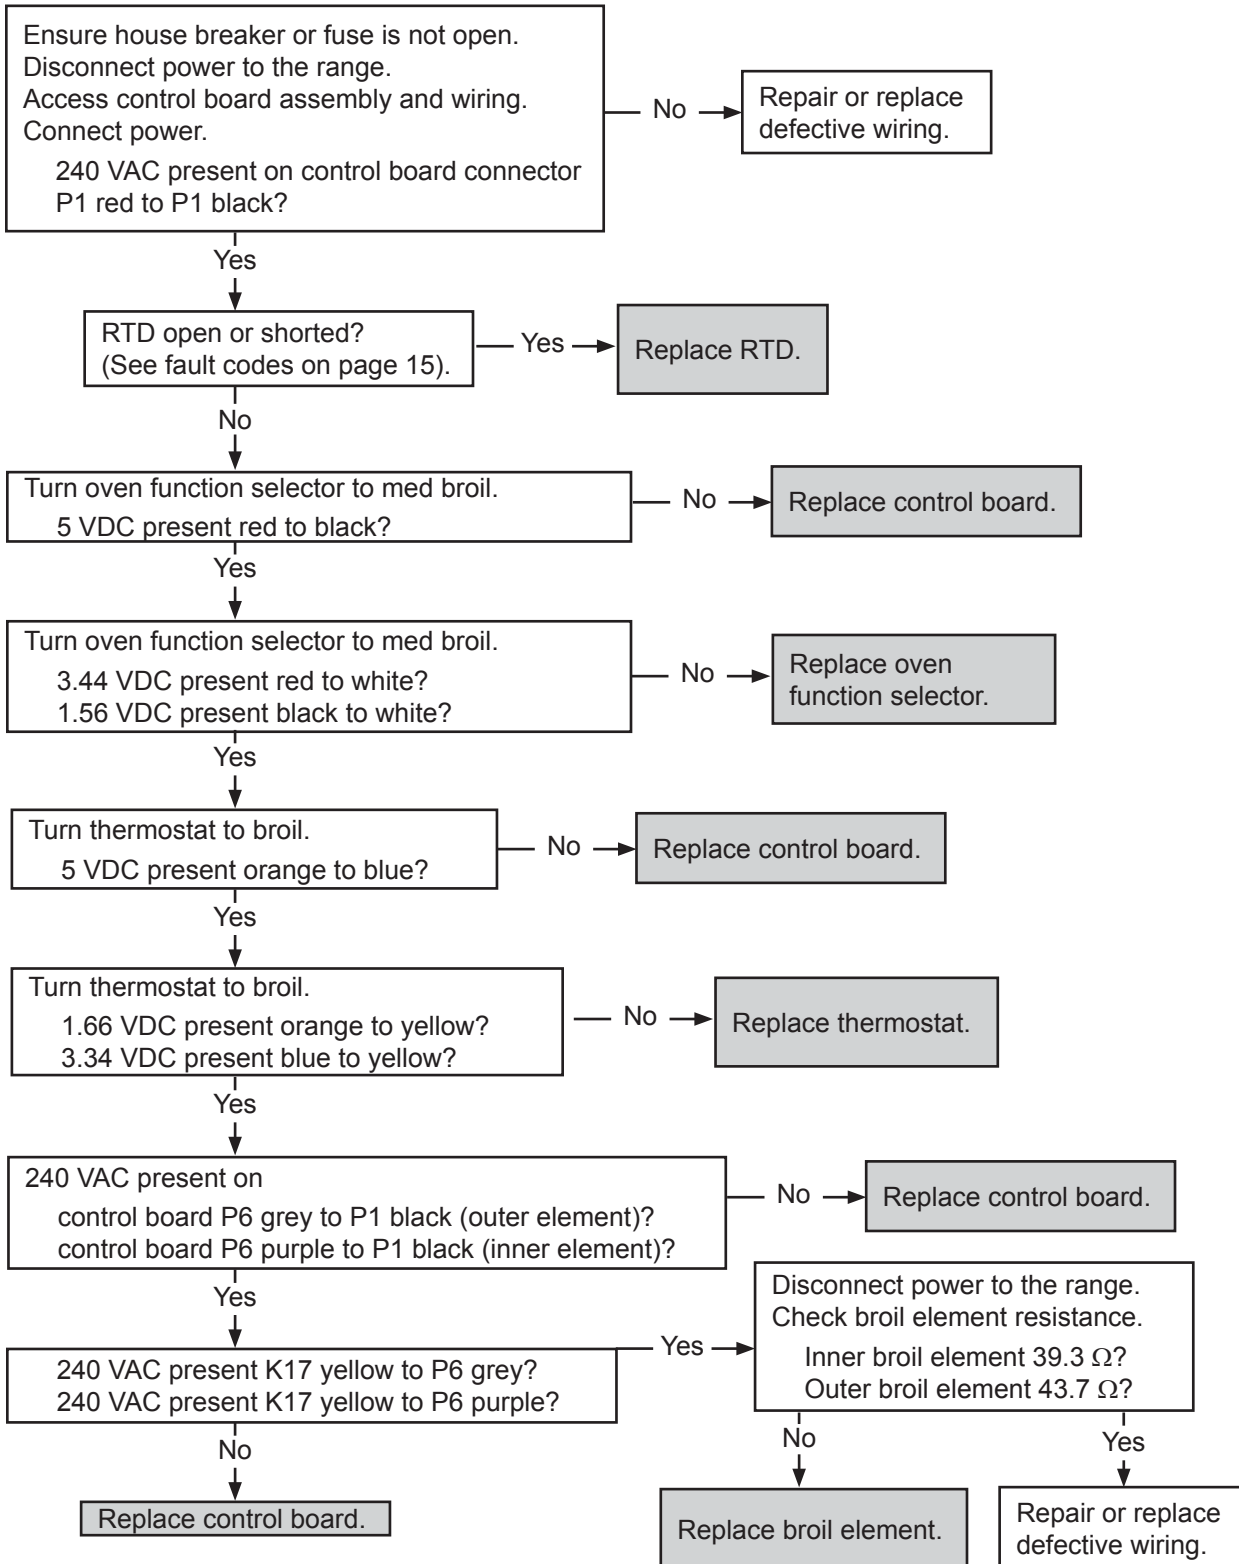 Ensure house breaker or fuse is not open.
Disconnect power to the range.
Access control board assembly and wiring.
Connect power.
240 VAC present on control board connector
P1 red to P1 black?
No
Repair or replace
defective wiring.
Yes
RTD open or shorted?
(See fault codes on page 15).
Yes
Replace RTD.
No
Turn oven function selector to med broil.
5 VDC present red to black?
No
Replace control board.
Yes
Turn oven function selector to med broil.
3.44 VDC present red to white?
1.56 VDC present black to white?
No
Replace oven
function selector.
Yes
Turn thermostat to broil.
5 VDC present orange to blue?
No
Replace control board.
Yes
Turn thermostat to broil.
1.66 VDC present orange to yellow?
3.34 VDC present blue to yellow?
No
Replace thermostat.
Yes
240 VAC present on
control board P6 grey to P1 black (outer element)?
control board P6 purple to P1 black (inner element)?
No
Replace control board.
Yes
240 VAC present K17 yellow to P6 grey?
240 VAC present K17 yellow to P6 purple?
Yes
Disconnect power to the range.
Check broil element resistance.
Inner broil element 39.3 Ω?
Outer broil element 43.7 Ω?
No
Replace control board.
No
Replace broil element.
Yes
Repair or replace
defective wiring.